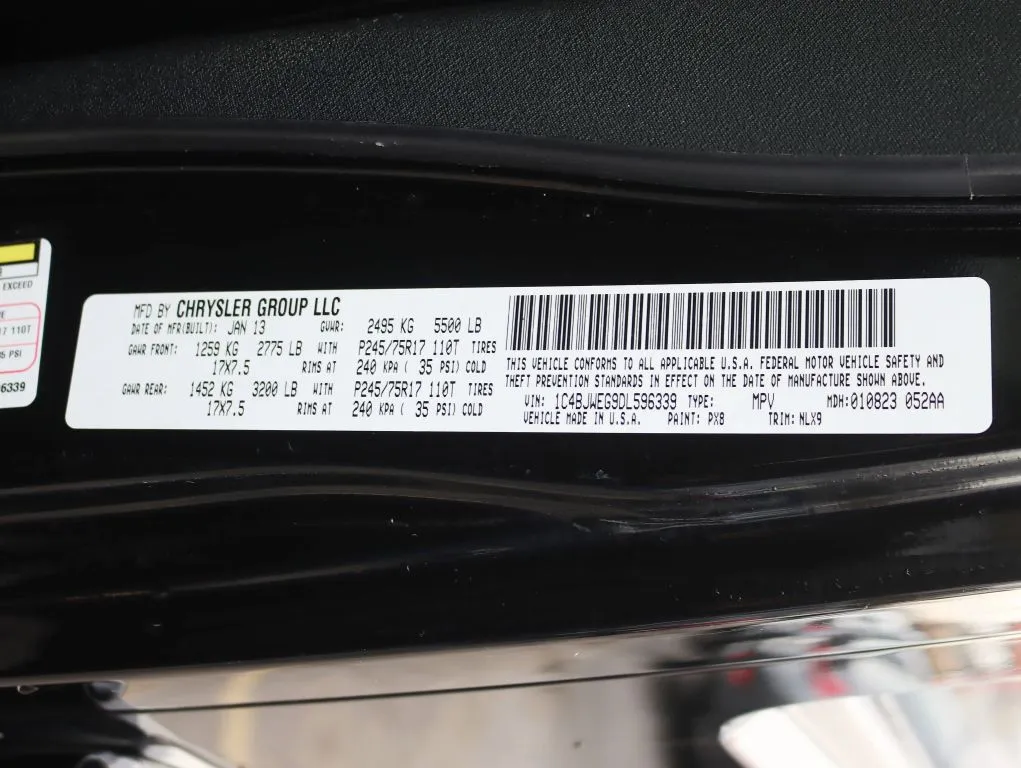 EXCEED
17 110T
35 PSI
96339
MFD BY CHRYSLER GROUP LLC
DATE OF MFR(BUILT): JAN 13 GVWR: 2495 KG 5500 LB
GAWR FRONT: 1259 KG 2775 LB WITH P245/75R17 110T TIRES
17X7.5 RIMS AT 240 KPA ( 35 PSI) COLD
GAWR REAR: 1452 KG 3200 LB WITH P245/75R17 110T TIRES
17X7.5 RIMS AT 240 KPA ( 35 PSI) COLD
THIS VEHICLE CONFORMS TO ALL APPLICABLE U.S.A. FEDERAL MOTOR VEHICLE SAFETY AND
THEFT PREVENTION STANDARDS IN EFFECT ON THE DATE OF MANUFACTURE SHOWN ABOVE.
VIN: 1C4BJWEG9DL596339 TYPE: MPV MDH: 010823 052AA
VEHICLE MADE IN U.S.A. PAINT: PX8 TRIM: NLX9